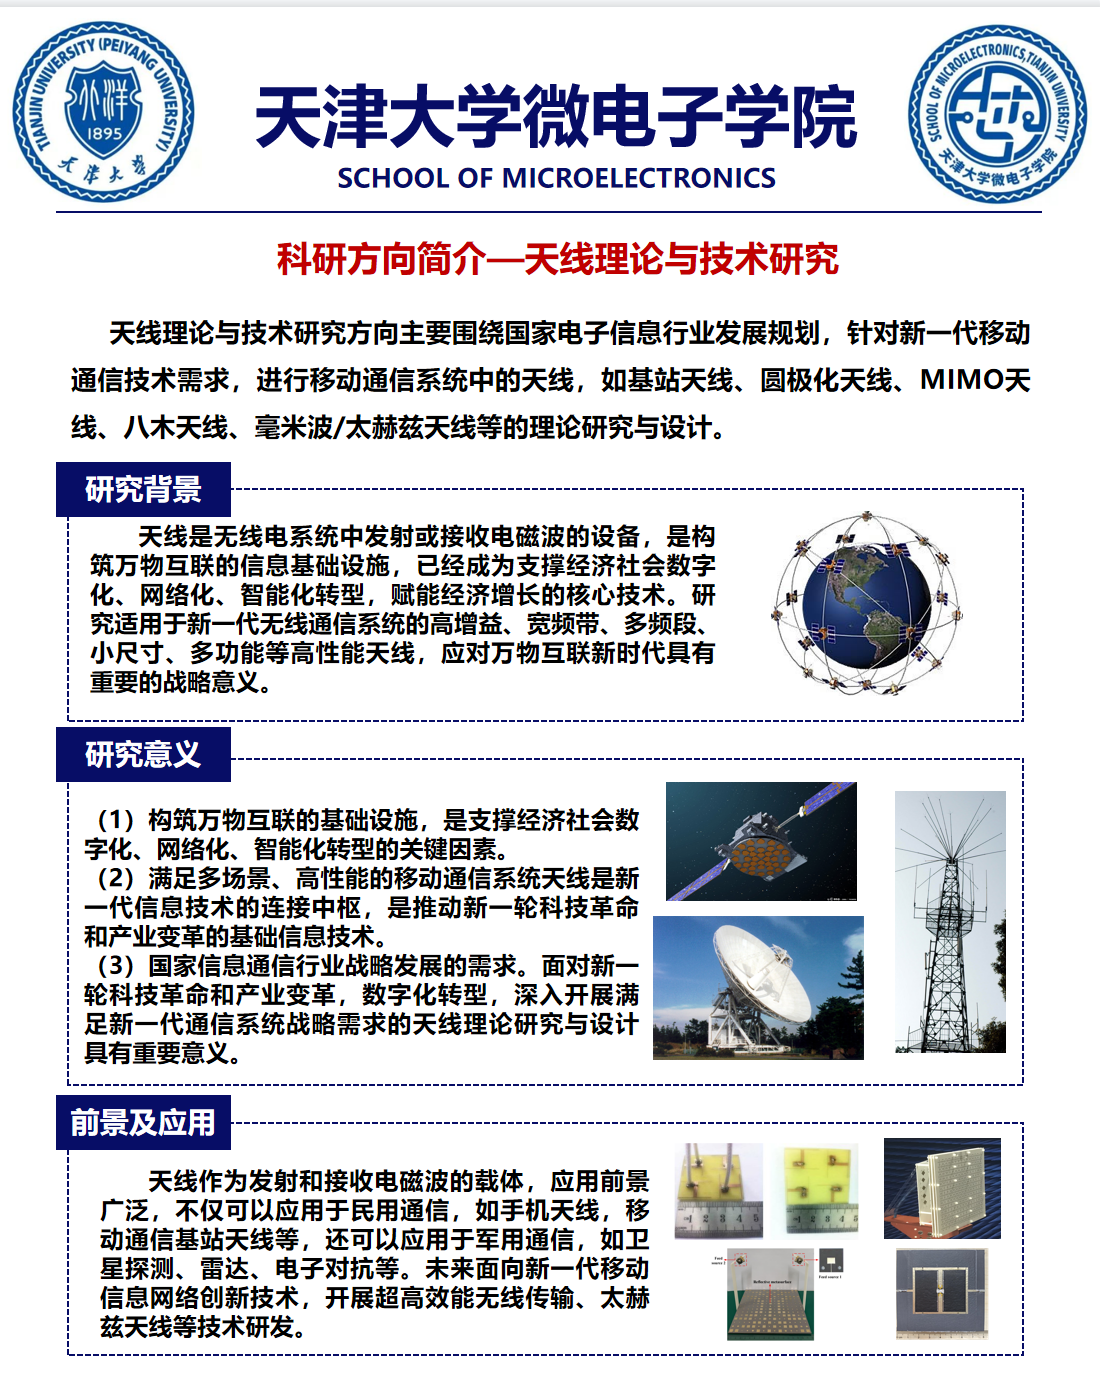 TIANJIN UNIVERSITY (PEIYANG UNIVERSITY)
北洋
1895
天津大学
天津大学微电子学院
SCHOOL OF MICROELECTRONICS
SCHOOL OF MICROELECTRONICS,TIANJIN UNIVERSITY
天津大学微电子学院
科研方向简介—天线理论与技术研究
天线理论与技术研究方向主要围绕国家电子信息行业发展规划，针对新一代移动
通信技术需求，进行移动通信系统中的天线，如基站天线、圆极化天线、MIMO天
线、八木天线、毫米波/太赫兹天线等的理论研究与设计。
研究背景
天线是无线电系统中发射或接收电磁波的设备，是构
筑万物互联的信息基础设施，已经成为支撑经济社会数字
化、网络化、智能化转型，赋能经济增长的核心技术。研
究适用于新一代无线通信系统的高增益、宽频带、多频段、
小尺寸、多功能等高性能天线，应对万物互联新时代具有
重要的战略意义。
研究意义
（1）构筑万物互联的基础设施，是支撑经济社会数
字化、网络化、智能化转型的关键因素。
（2）满足多场景、高性能的移动通信系统天线是新
一代信息技术的连接中枢，是推动新一轮科技革命
和产业变革的基础信息技术。
（3）国家信息通信行业战略发展的需求。面对新一
轮科技革命和产业变革，数字化转型，深入开展满
足新一代通信系统战略需求的天线理论研究与设计
具有重要意义。
前景及应用
天线作为发射和接收电磁波的载体，应用前景
广泛，不仅可以应用于民用通信，如手机天线，移
动通信基站天线等，还可以应用于军用通信，如卫
星探测、雷达、电子对抗等。未来面向新一代移动
信息网络创新技术，开展超高效能无线传输、太赫
兹天线等技术研发。
1 2 3 4 5
1 2 3 4 5
Feed
source 2
Feed source 1
Reflective metasurface